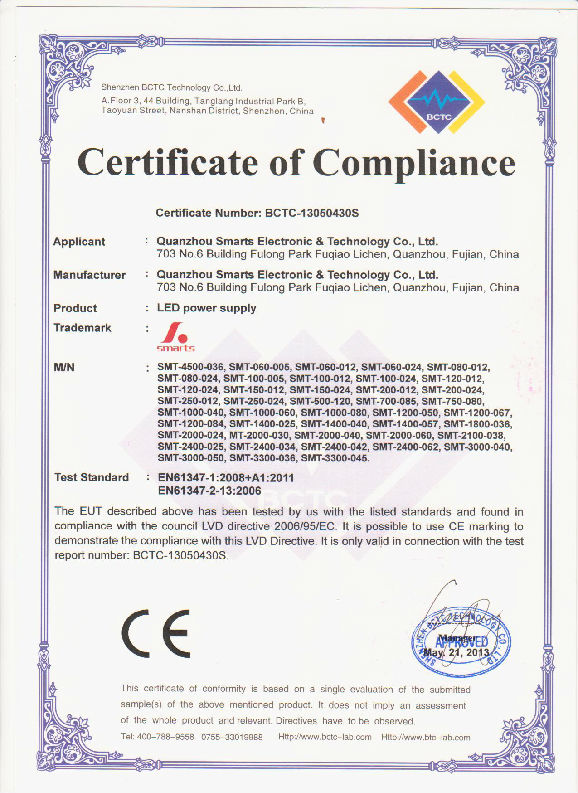 Shenzhen BCTC Technology Co.,Ltd.
A.Floor 3, 44 Building, Tanglang Industrial Park B,
Taoyuan Street, Nanshan District, Shenzhen, China
BCTC
Certificate of Compliance
Certificate Number: BCTC-13050430S
Applicant : Quanzhou Smarts Electronic & Technology Co., Ltd.
703 No.6 Building Fulong Park Fuqiao Lichen, Quanzhou, Fujian, China
Manufacturer : Quanzhou Smarts Electronic & Technology Co., Ltd.
703 No.6 Building Fulong Park Fuqiao Lichen, Quanzhou, Fujian, China
Product : LED power supply
Trademark :
smarts
M/N : SMT-4500-036, SMT-060-005, SMT-060-012, SMT-060-024, SMT-080-012,
SMT-080-024, SMT-100-005, SMT-100-012, SMT-100-024, SMT-120-012,
SMT-120-024, SMT-150-012, SMT-150-024, SMT-200-012, SMT-200-024,
SMT-250-012, SMT-250-024, SMT-500-120, SMT-700-085, SMT-750-080,
SMT-1000-040, SMT-1000-060, SMT-1000-080, SMT-1200-050, SMT-1200-067,
SMT-1200-084, SMT-1400-025, SMT-1400-040, SMT-1400-057, SMT-1800-036,
SMT-2000-024, MT-2000-030, SMT-2000-040, SMT-2000-060, SMT-2100-038,
SMT-2400-025, SMT-2400-034, SMT-2400-042, SMT-2400-062, SMT-3000-040,
SMT-3000-050, SMT-3300-036, SMT-3300-045.
Test Standard : EN61347-1:2008+A1:2011
EN61347-2-13:2006
BCTC
The EUT described above has been tested by us with the listed standards and found in
compliance with the council LVD directive 2006/95/EC. It is possible to use CE marking to
demonstrate the compliance with this LVD Directive. It is only valid in connection with the test
report number: BCTC-13050430S.
CE
Manager
APPROVED
May. 21, 2013
This certificate of conformity is based on a single evaluation of the submitted
sample(s) of the above mentioned product. It does not imply an assessment
of the whole product and relevant. Directives have to be observed.
Tel: 400-788-9558 0755-33019988 Http://www.bctc-lab.com Http://www.btc-lab.com